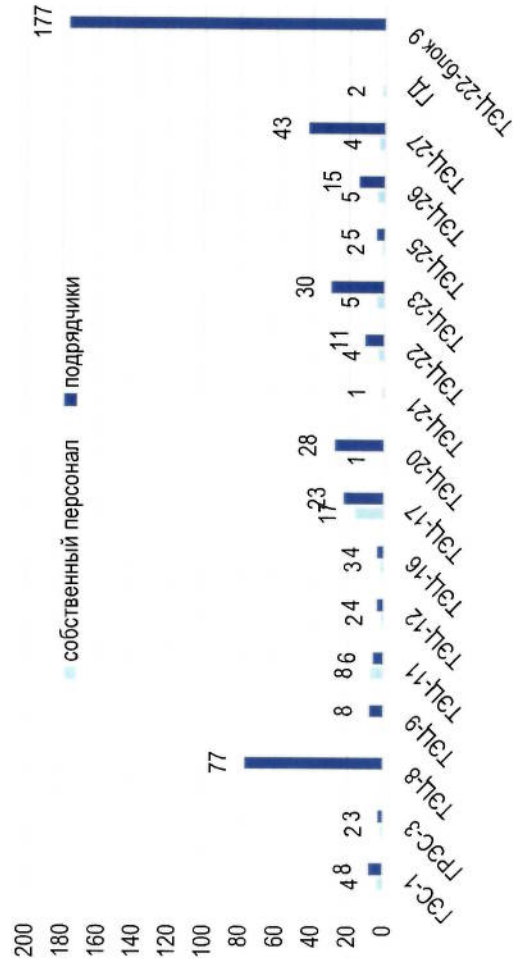 собственный персонал подрядчики
200
180
160
140
120
100
80
60
40
20
0
4 8
2 3
77
8
8 6
2 4
3 4
17 23
1 28
1
4 11
5 30
2 5
5 15
4 43
2
177
ГЭС-1
ГРЭС-3
ТЭЦ-8
ТЭЦ-9
ТЭЦ-11
ТЭЦ-12
ТЭЦ-16
ТЭЦ-17
ТЭЦ-20
ТЭЦ-21
ТЭЦ-22
ТЭЦ-23
ТЭЦ-25
ТЭЦ-26
ТЭЦ-27
ГД
ТЭЦ-22-блок 9